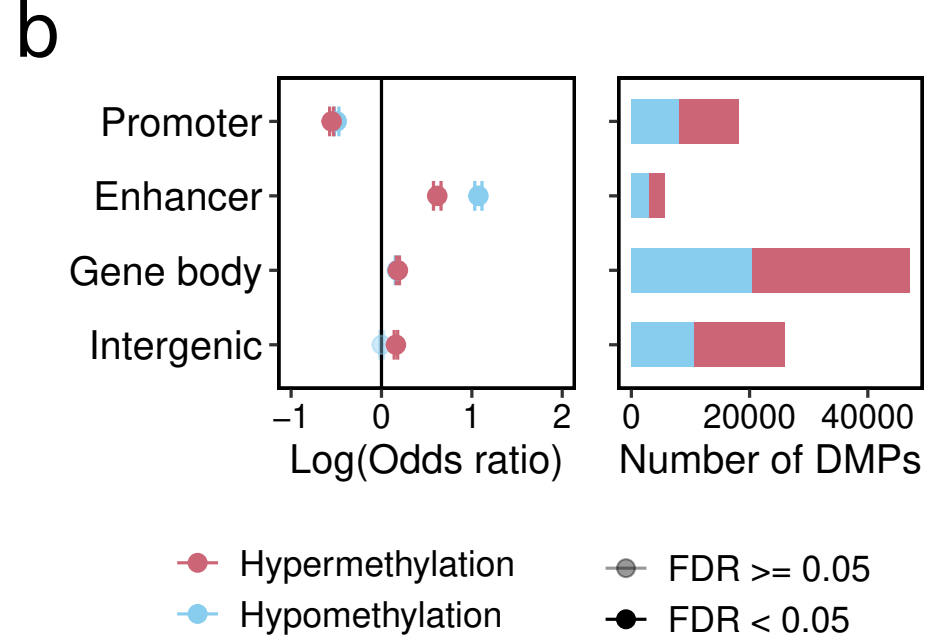 b
Promoter
Enhancer
Gene body
Intergenic
−1 0 1 2
0 20000 40000
Log(Odds ratio)
Number of DMPs
Hypermethylation
Hypomethylation
FDR >= 0.05
FDR < 0.05